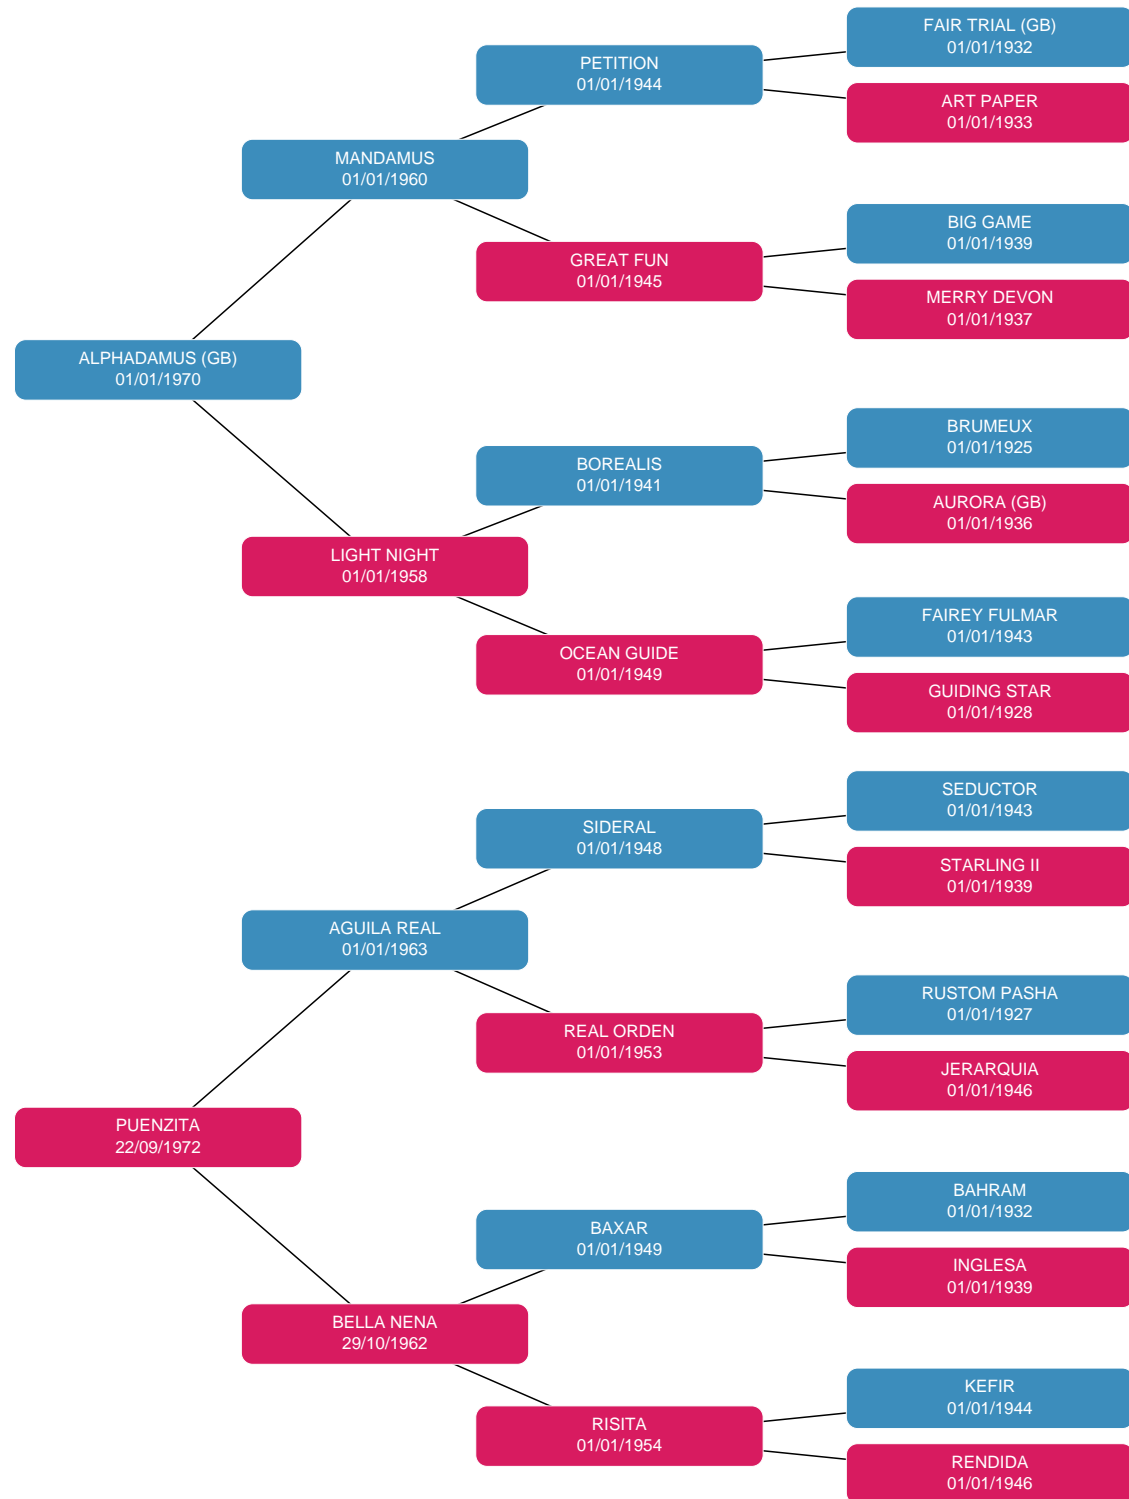 FAIR TRIAL (GB)
01/01/1932
PETITION
01/01/1944
ART PAPER
01/01/1933
MANDAMUS
01/01/1960
BIG GAME
01/01/1939
GREAT FUN
01/01/1945
MERRY DEVON
01/01/1937
ALPHADAMUS (GB)
01/01/1970
BRUMEUX
01/01/1925
BOREALIS
01/01/1941
AURORA (GB)
01/01/1936
LIGHT NIGHT
01/01/1958
FAIREY FULMAR
01/01/1943
OCEAN GUIDE
01/01/1949
GUIDING STAR
01/01/1928
SEDUCTOR
01/01/1943
SIDERAL
01/01/1948
STARLING II
01/01/1939
AGUILA REAL
01/01/1963
RUSTOM PASHA
01/01/1927
REAL ORDEN
01/01/1953
JERARQUIA
01/01/1946
PUENZITA
22/09/1972
BAHRAM
01/01/1932
BAXAR
01/01/1949
INGLESA
01/01/1939
BELLA NENA
29/10/1962
KEFIR
01/01/1944
RISITA
01/01/1954
RENDIDA
01/01/1946